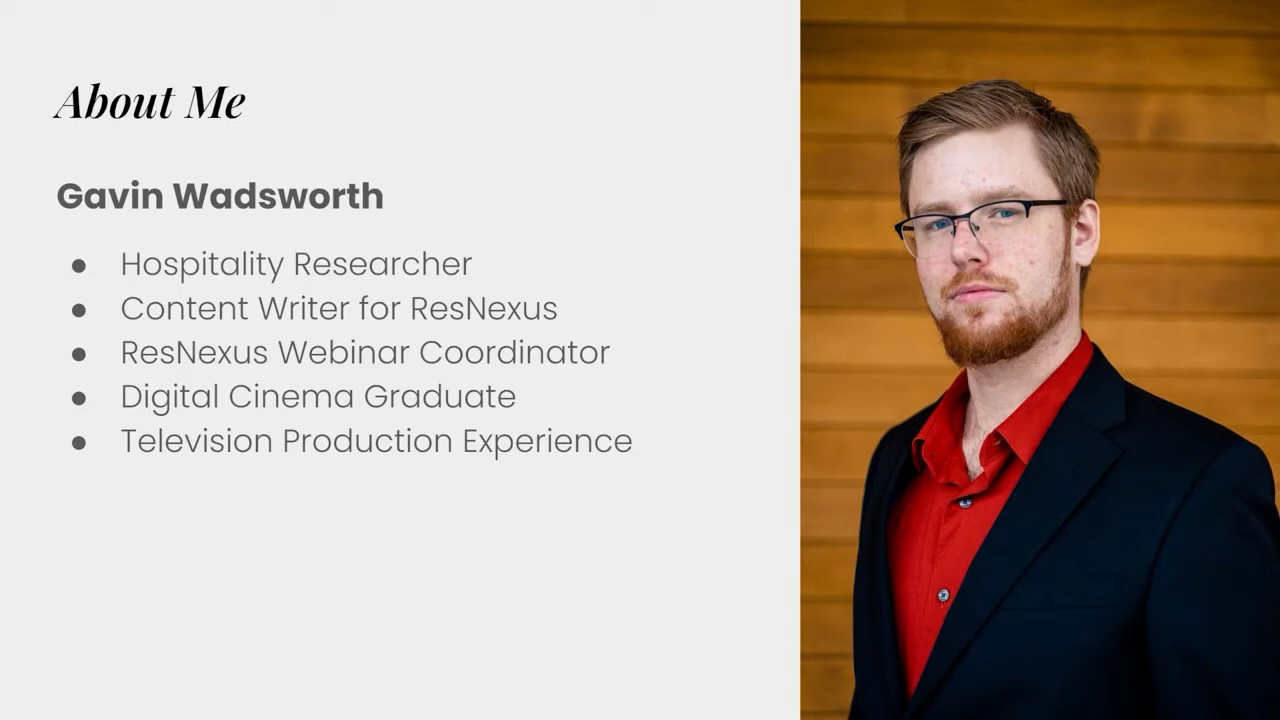 About Me
Gavin Wadsworth
● Hospitality Researcher
● Content Writer for ResNexus
● ResNexus Webinar Coordinator
● Digital Cinema Graduate
● Television Production Experience